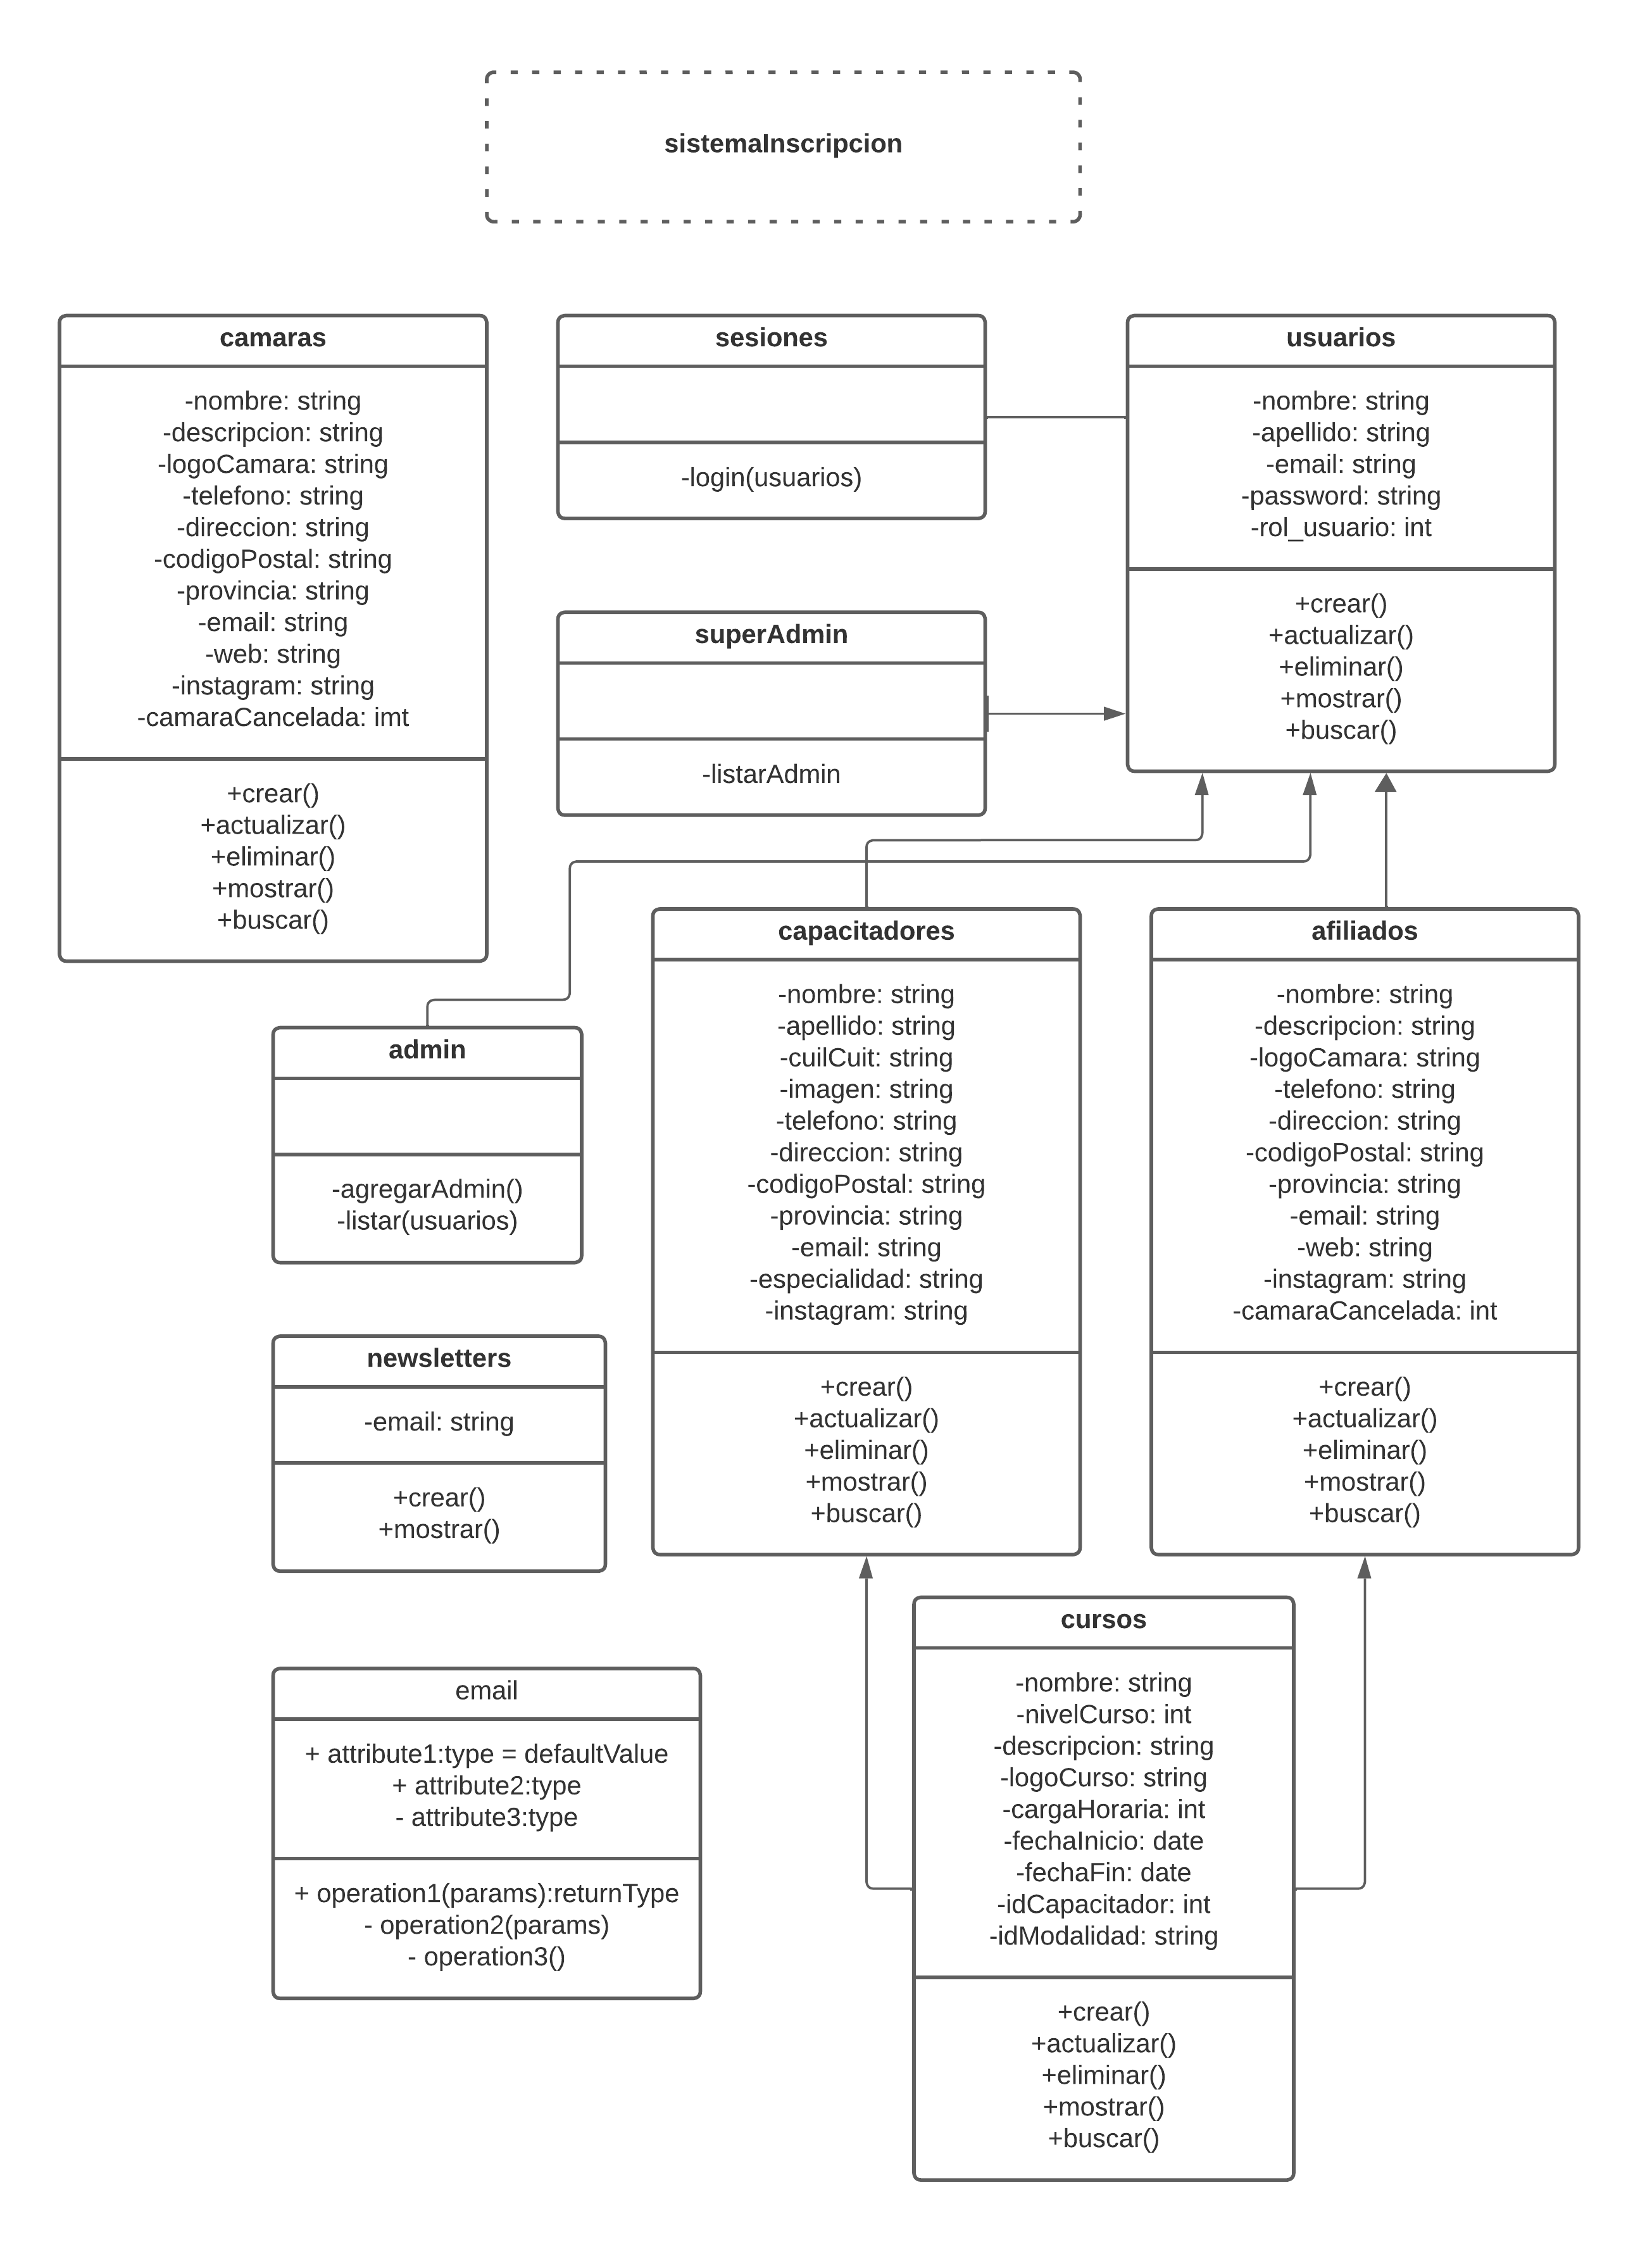 sistemaInscripcion
camaras
-nombre: string
-descripcion: string
-logoCamara: string
-telefono: string
-direccion: string
-codigoPostal: string
-provincia: string
-email: string
-web: string
-instagram: string
-camaraCancelada: imt
+crear()
+actualizar()
+eliminar()
+mostrar()
+buscar()
sesiones
-login(usuarios)
usuarios
-nombre: string
-apellido: string
-email: string
-password: string
-rol_usuario: int
+crear()
+actualizar()
+eliminar()
+mostrar()
+buscar()
superAdmin
-listarAdmin
admin
-agregarAdmin()
-listar(usuarios)
capacitadores
-nombre: string
-apellido: string
-cuilCuit: string
-imagen: string
-telefono: string
-direccion: string
-codigoPostal: string
-provincia: string
-email: string
-especialidad: string
-instagram: string
+crear()
+actualizar()
+eliminar()
+mostrar()
+buscar()
afiliados
-nombre: string
-descripcion: string
-logoCamara: string
-telefono: string
-direccion: string
-codigoPostal: string
-provincia: string
-email: string
-web: string
-instagram: string
-camaraCancelada: int
+crear()
+actualizar()
+eliminar()
+mostrar()
+buscar()
newsletters
-email: string
+crear()
+mostrar()
email
+ attribute1:type = defaultValue
+ attribute2:type
- attribute3:type
+ operation1(params):returnType
- operation2(params)
- operation3()
cursos
-nombre: string
-nivelCurso: int
-descripcion: string
-logoCurso: string
-cargaHoraria: int
-fechaInicio: date
-fechaFin: date
-idCapacitador: int
-idModalidad: string
+crear()
+actualizar()
+eliminar()
+mostrar()
+buscar()